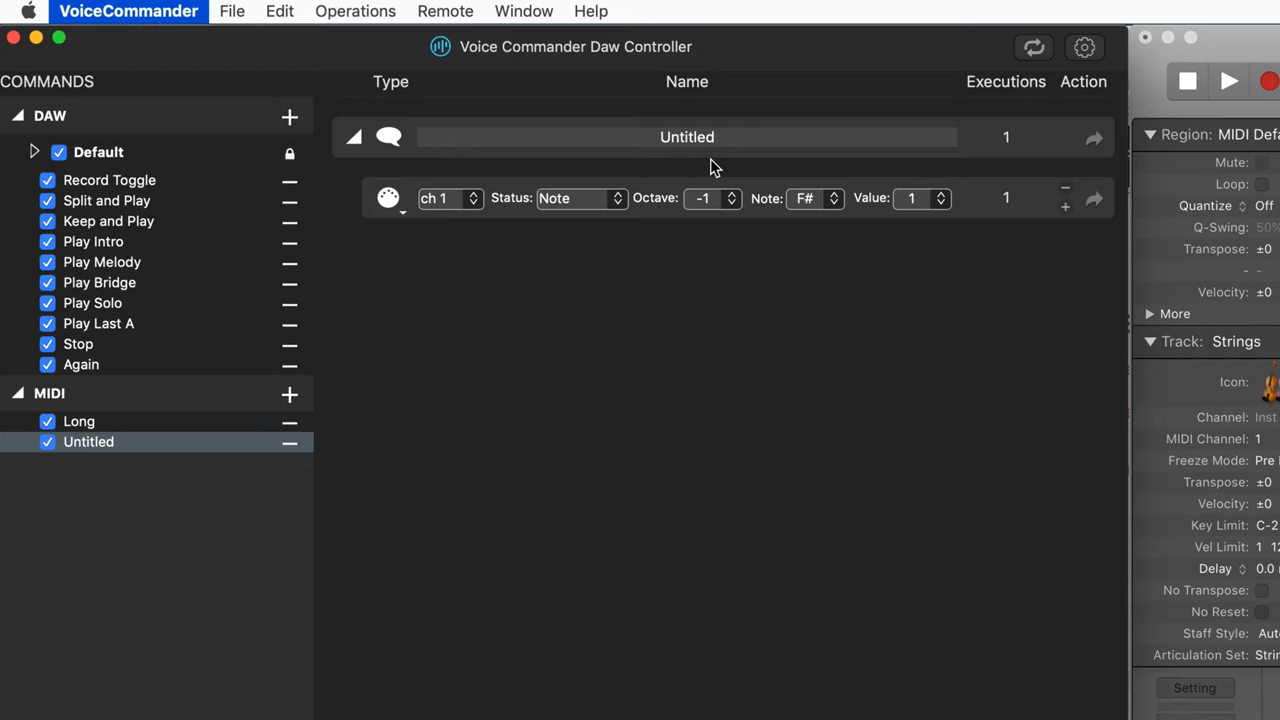 VoiceCommander File Edit Operations Remote Window Help
Voice Commander Daw Controller
COMMANDS
Type Name Executions Action
DAW
Default
Record Toggle
Split and Play
Keep and Play
Play Intro
Play Melody
Play Bridge
Play Solo
Play Last A
Stop
Again
MIDI
Long
Untitled
Untitled 1
ch 1 Status: Note Octave: -1 Note: F# Value: 1 1
Region: MIDI Def
Mute:
Loop:
Quantize Off
Q-Swing: 50%
Transpose: ±0
- -
Velocity: ±0
More
Track: Strings
Icon:
Channel: Inst
MIDI Channel: 1
Freeze Mode: Pre
Transpose: ±0
Velocity: ±0
Key Limit: C-2
Vel Limit: 1 12
Delay 0.0
No Transpose:
No Reset:
Staff Style: Aut
Articulation Set: Strin
Setting